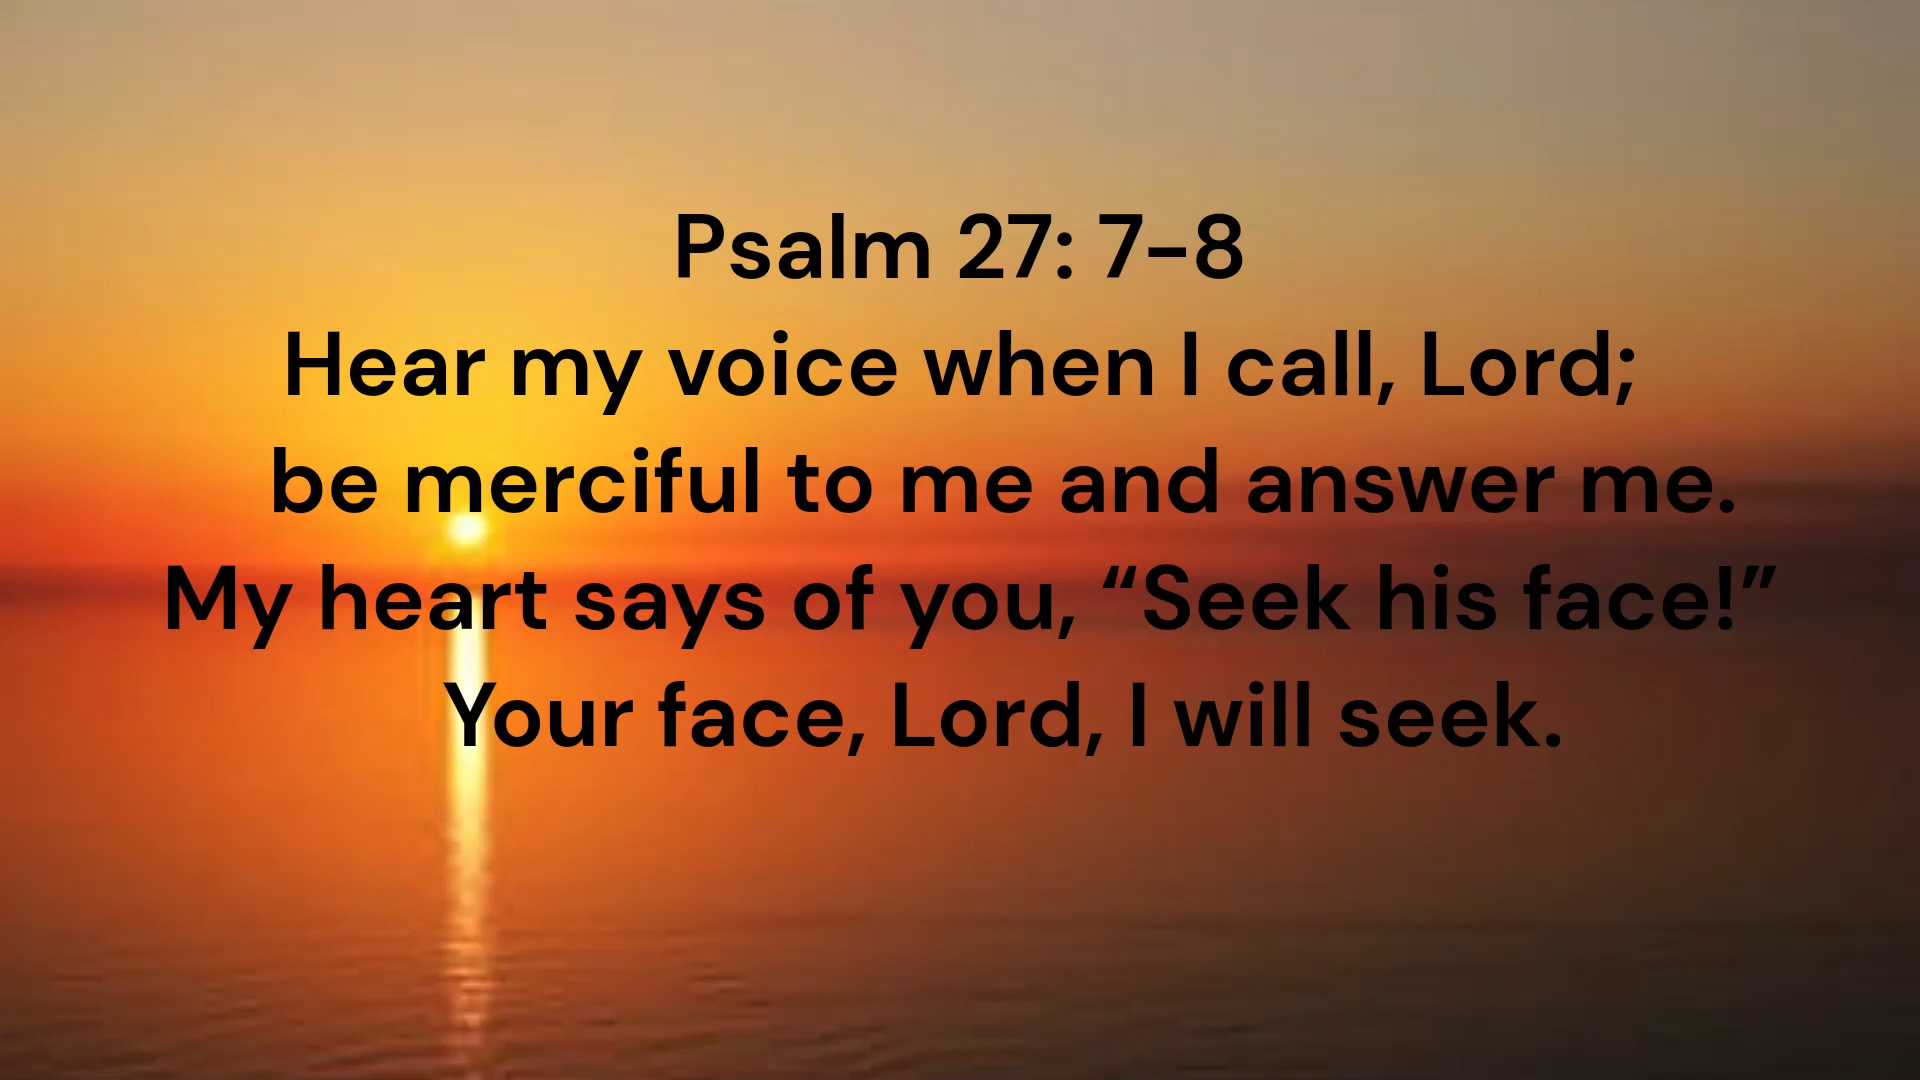 Psalm 27: 7-8
Hear my voice when I call, Lord;
be merciful to me and answer me.
My heart says of you, “Seek his face!”
Your face, Lord, I will seek.